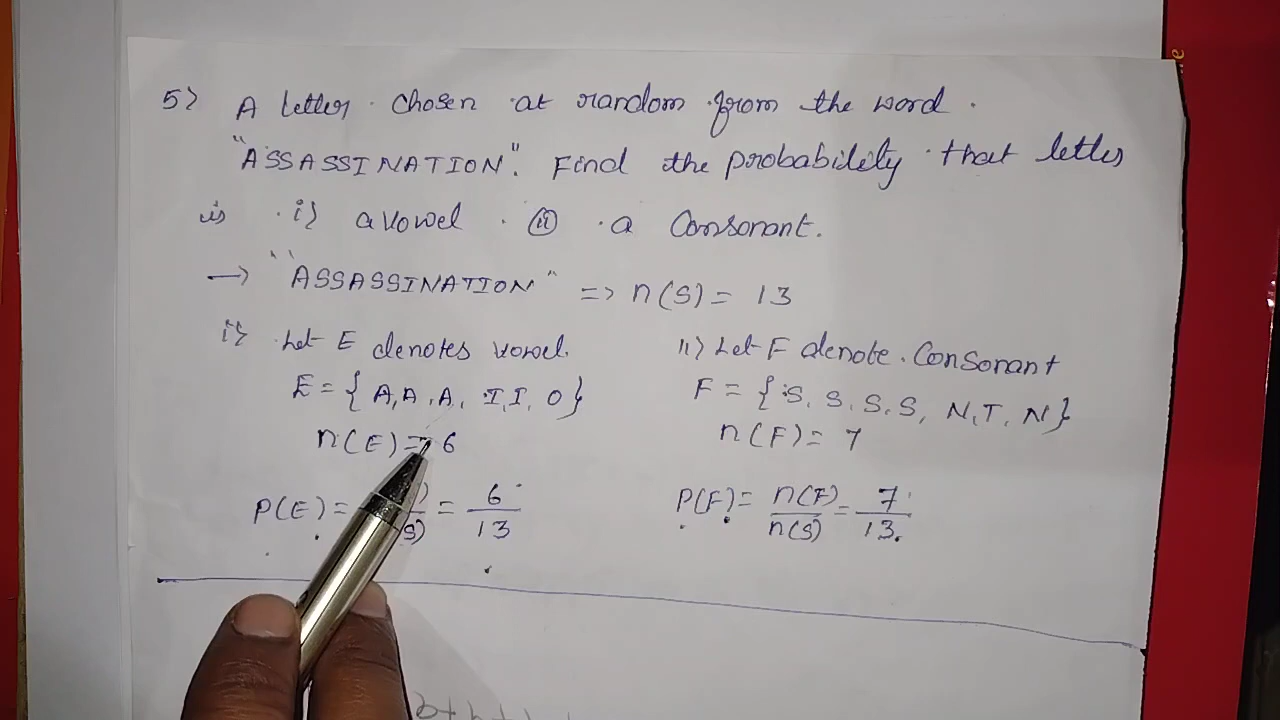 5) A letter chosen at random from the word
"ASSASSINATION". Find the probability that letter
is i) a vowel (ii) a Consonant.
→ "ASSASSINATION" => n(S) = 13
i) Let E denotes vowel.
E = {A, A, A, I, I, O}
n(E) = 6
P(E) = S) = 6/13
ii) Let F denote Consonant
F = {S, S, S, S, N, T, N}
n(F) = 7
P(F) = n(F)/n(S) = 7/13